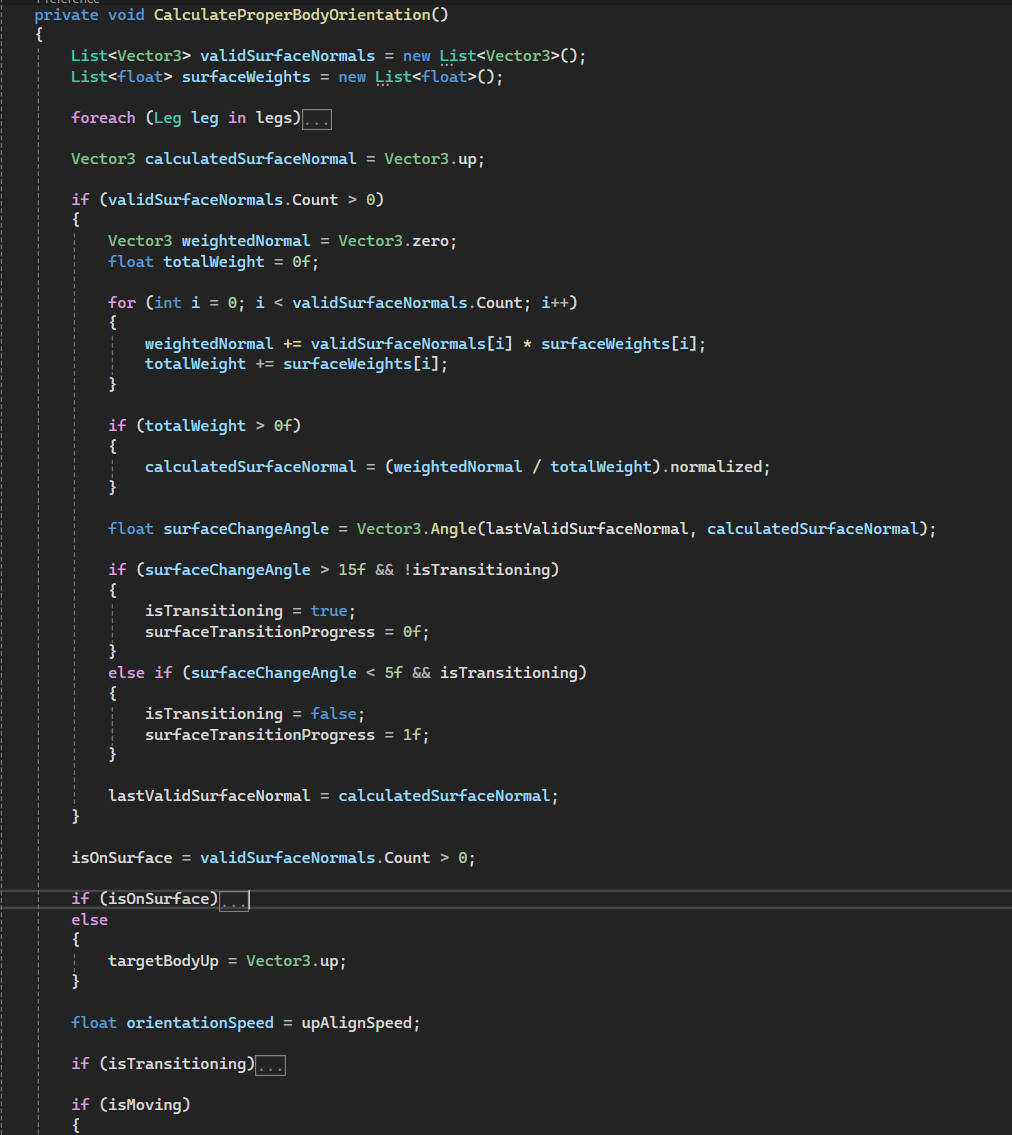 Preference
private void CalculateProperBodyOrientation()
{
List<Vector3> validSurfaceNormals = new List<Vector3>();
List<float> surfaceWeights = new List<float>();
foreach (Leg leg in legs)...
Vector3 calculatedSurfaceNormal = Vector3.up;
if (validSurfaceNormals.Count > 0)
{
Vector3 weightedNormal = Vector3.zero;
float totalWeight = 0f;
for (int i = 0; i < validSurfaceNormals.Count; i++)
{
weightedNormal += validSurfaceNormals[i] * surfaceWeights[i];
totalWeight += surfaceWeights[i];
}
if (totalWeight > 0f)
{
calculatedSurfaceNormal = (weightedNormal / totalWeight).normalized;
}
float surfaceChangeAngle = Vector3.Angle(lastValidSurfaceNormal, calculatedSurfaceNormal);
if (surfaceChangeAngle > 15f && !isTransitioning)
{
isTransitioning = true;
surfaceTransitionProgress = 0f;
}
else if (surfaceChangeAngle < 5f && isTransitioning)
{
isTransitioning = false;
surfaceTransitionProgress = 1f;
}
lastValidSurfaceNormal = calculatedSurfaceNormal;
}
isOnSurface = validSurfaceNormals.Count > 0;
if (isOnSurface)...
else
{
targetBodyUp = Vector3.up;
}
float orientationSpeed = upAlignSpeed;
if (isTransitioning)...
if (isMoving)
{